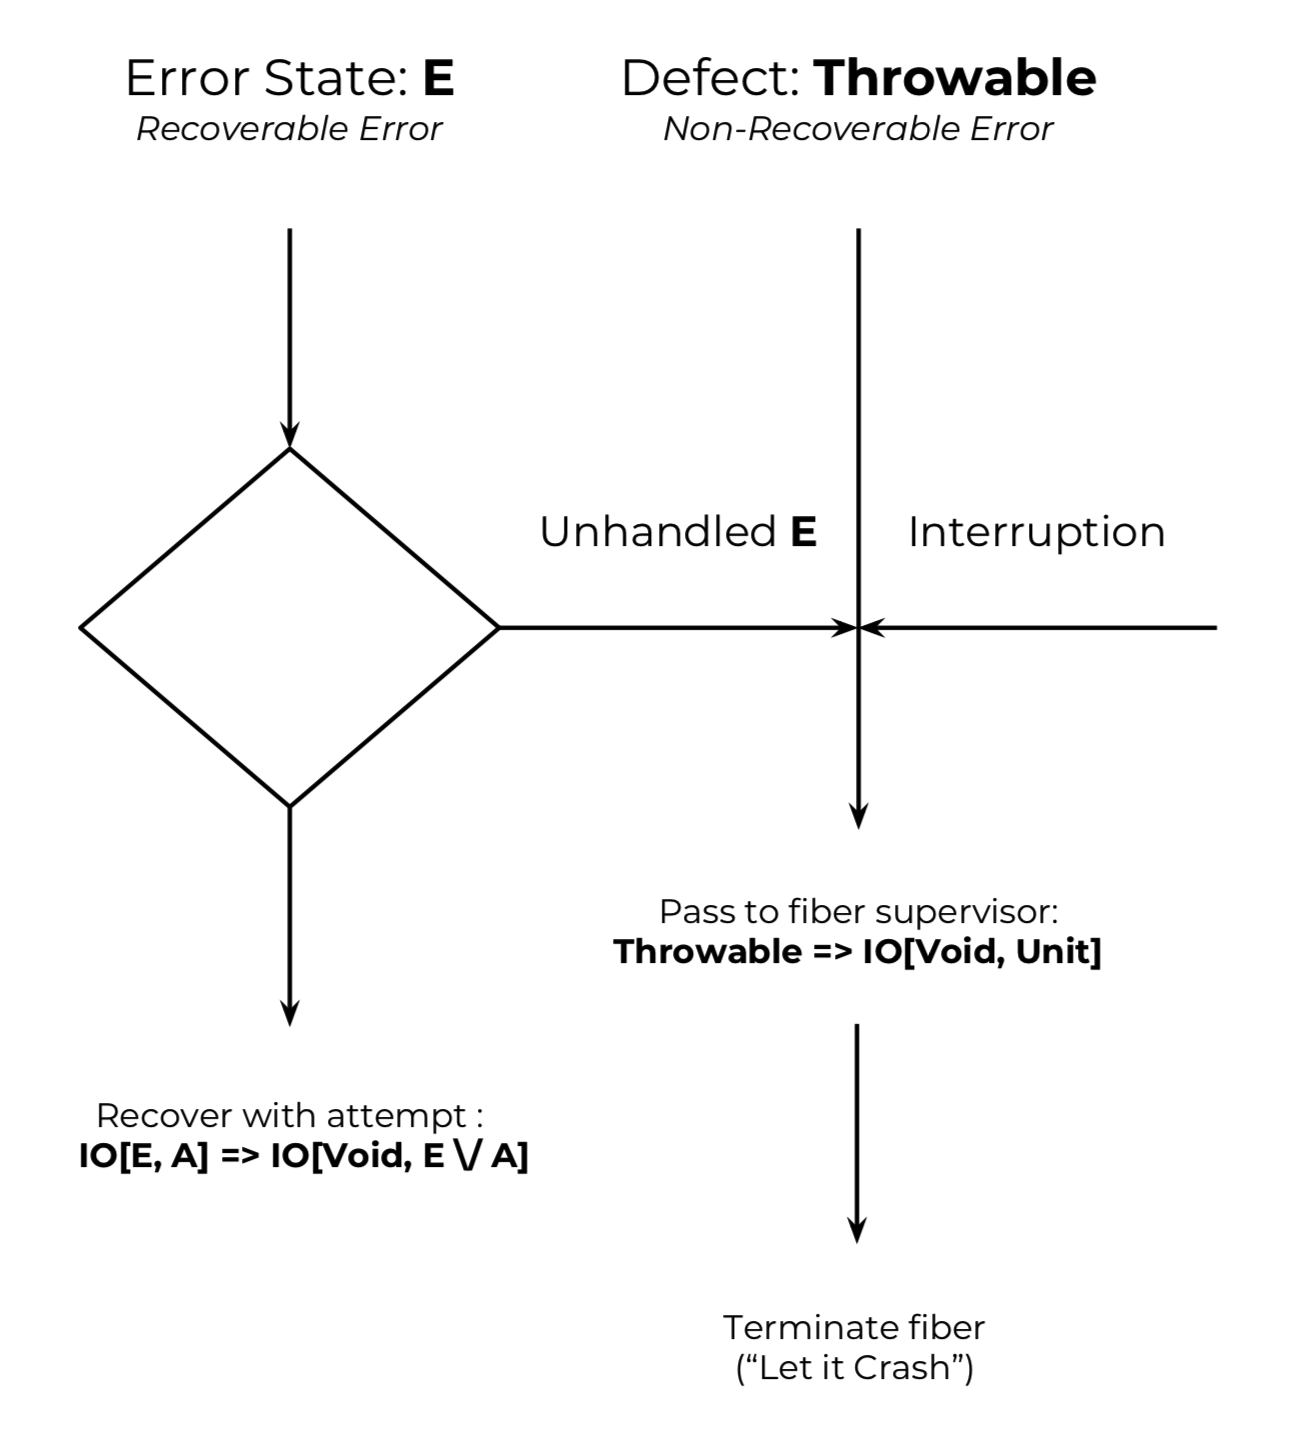 Error State: E
Recoverable Error
Defect: Throwable
Non-Recoverable Error
Unhandled E
Interruption
Pass to fiber supervisor:
Throwable => IO[Void, Unit]
Recover with attempt :
IO[E, A] => IO[Void, E \/ A]
Terminate fiber
(“Let it Crash”)